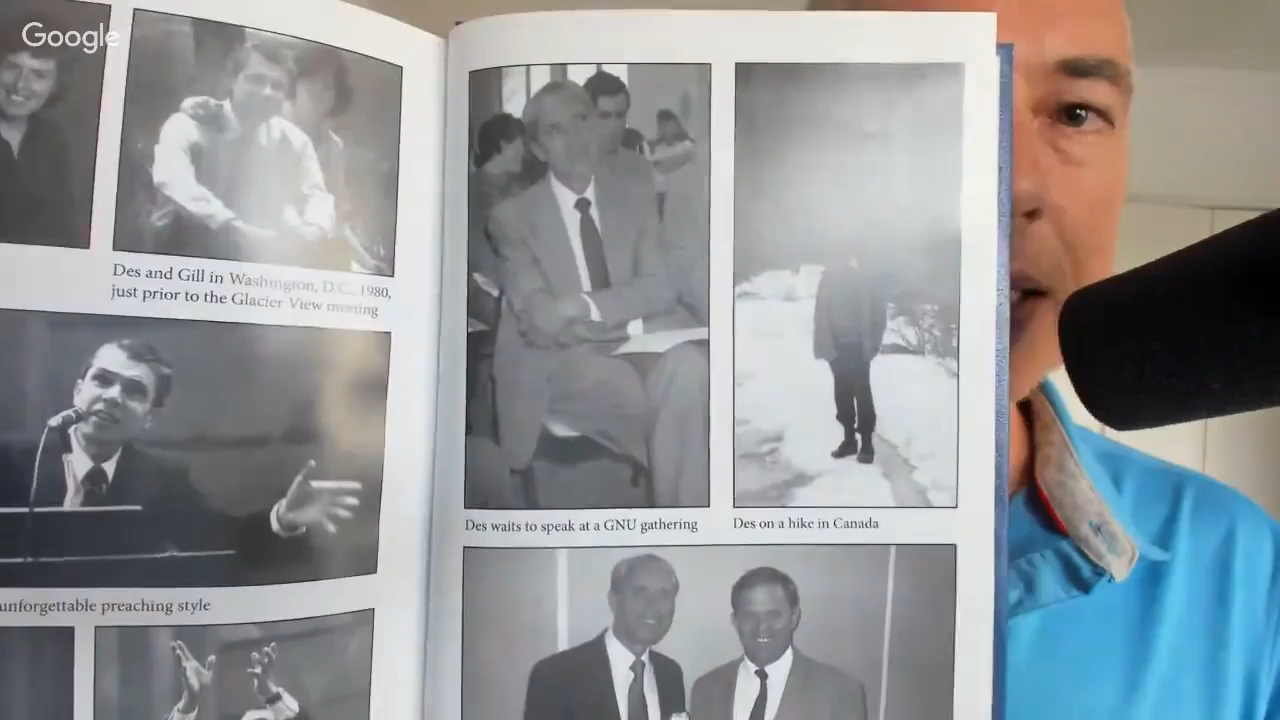 Google
Des and Gill in Washington, D.C., 1980,
just prior to the Glacier View meeting
unforgettable preaching style
Des waits to speak at a GNU gathering
Des on a hike in Canada